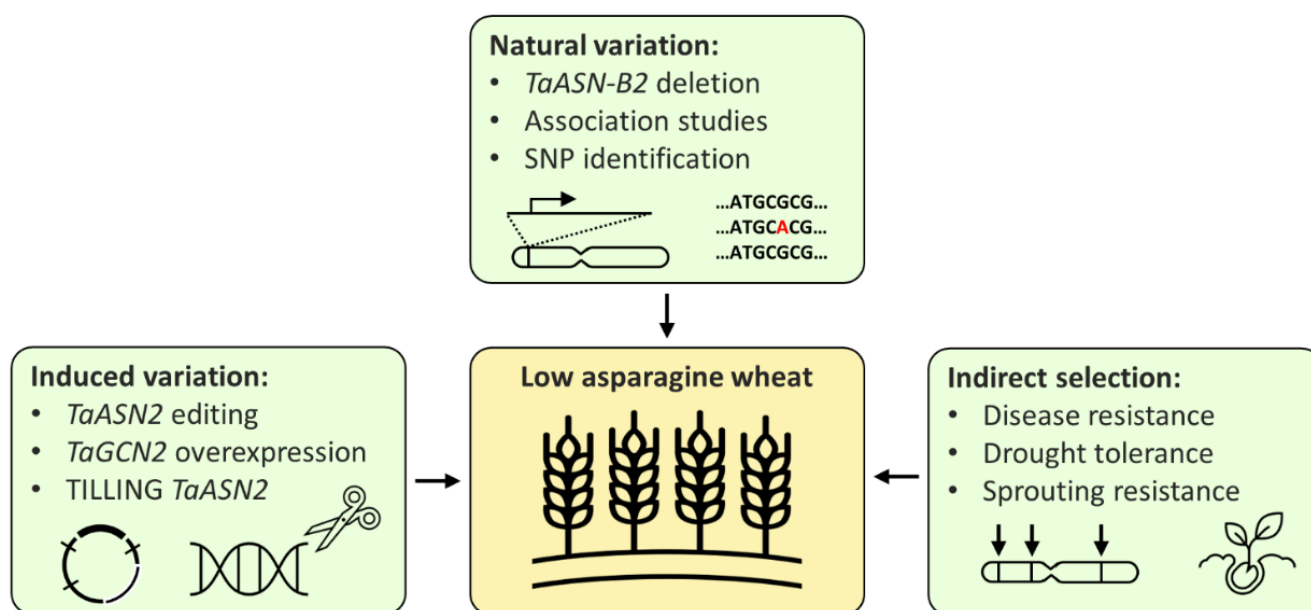 Natural variation:
• TaASN-B2 deletion
• Association studies
• SNP identification
...ATGCGCG...
...ATGCACG...
...ATGCGCG...
Induced variation:
• TaASN2 editing
• TaGCN2 overexpression
• TILLING TaASN2
Low asparagine wheat
Indirect selection:
• Disease resistance
• Drought tolerance
• Sprouting resistance